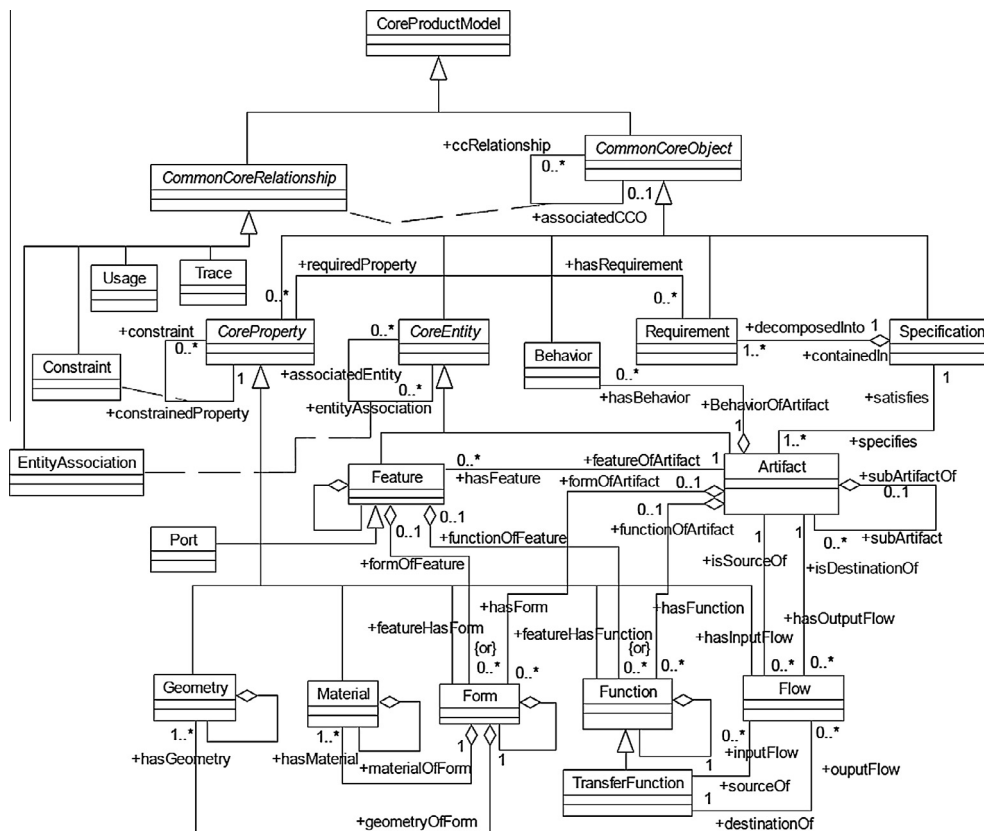 CoreProductModel
+ccRelationship
0..*
CommonCoreObject
CommonCoreRelationship
0..1
+associatedCCO
Usage
Trace
+requiredProperty
+hasRequirement
0..*
0..*
+constraint
0..*
CoreProperty
0..*
CoreEntity
Behavior
Requirement
+decomposedInto
1
Specification
1..*
+containedIn
Constraint
1
+associatedEntity
0..*
+constrainedProperty
+entityAssociation
0..*
+hasBehavior
+BehaviorOfArtifact
1
+satisfies
1
1..*
+specifies
EntityAssociation
Feature
0..*
+hasFeature
+featureOfArtifact
1
Artifact
+formOfArtifact
0..1
+subArtifactOf
0..1
Port
0..1
0..1
+functionOfFeature
+functionOfArtifact
1
1
0..*
+subArtifact
+formOfFeature
+isSourceOf
+isDestinationOf
+hasForm
+hasFunction
+hasOutputFlow
+featureHasForm
+featureHasFunction
+hasInputFlow
{or}
{or}
0..*
0..*
0..*
0..*
0..*
0..*
Geometry
Material
Form
Function
Flow
1..*
1..*
1
1
1
0..*
0..*
+hasGeometry
+hasMaterial
+materialOfForm
+inputFlow
+ouputFlow
TransferFunction
1
+sourceOf
1
+geometryOfForm
+destinationOf